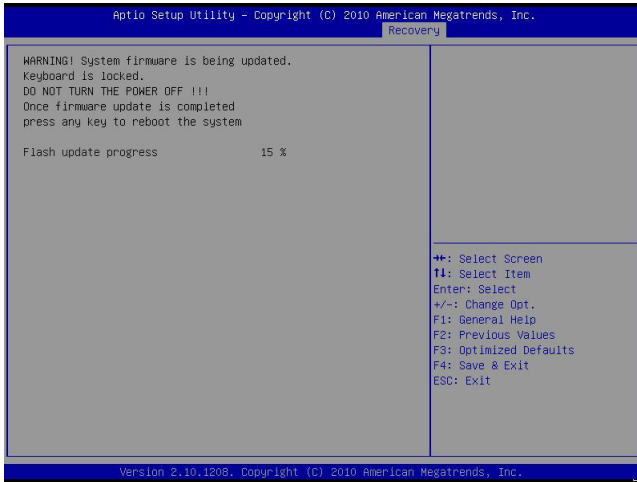 Aptio Setup Utility – Copyright (C) 2010 American Megatrends, Inc.
Recovery
WARNING! System firmware is being updated.
Keyboard is locked.
DO NOT TURN THE POWER OFF !!!
Once firmware update is completed
press any key to reboot the system
Flash update progress 15 %
→←: Select Screen
↑↓: Select Item
Enter: Select
+/-: Change Opt.
F1: General Help
F2: Previous Values
F3: Optimized Defaults
F4: Save & Exit
ESC: Exit
Version 2.10.1208. Copyright (C) 2010 American Megatrends, Inc.